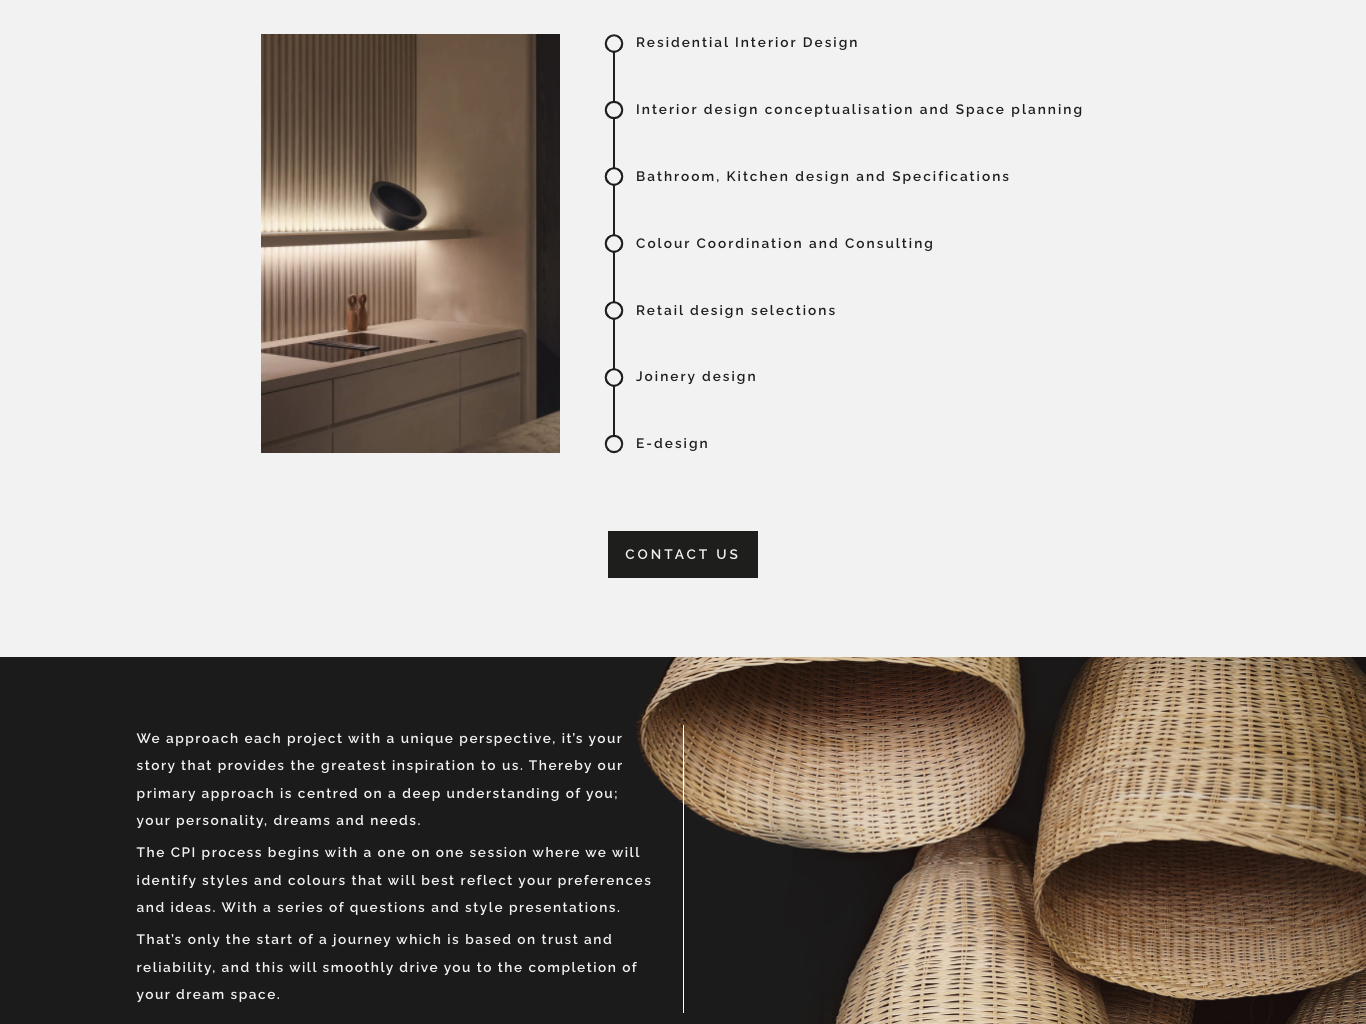 Residential Interior Design
Interior design conceptualisation and Space planning
Bathroom, Kitchen design and Specifications
Colour Coordination and Consulting
Retail design selections
Joinery design
E-design
CONTACT US
We approach each project with a unique perspective, it’s your
story that provides the greatest inspiration to us. Thereby our
primary approach is centred on a deep understanding of you;
your personality, dreams and needs.
The CPI process begins with a one on one session where we will
identify styles and colours that will best reflect your preferences
and ideas. With a series of questions and style presentations.
That’s only the start of a journey which is based on trust and
reliability, and this will smoothly drive you to the completion of
your dream space.